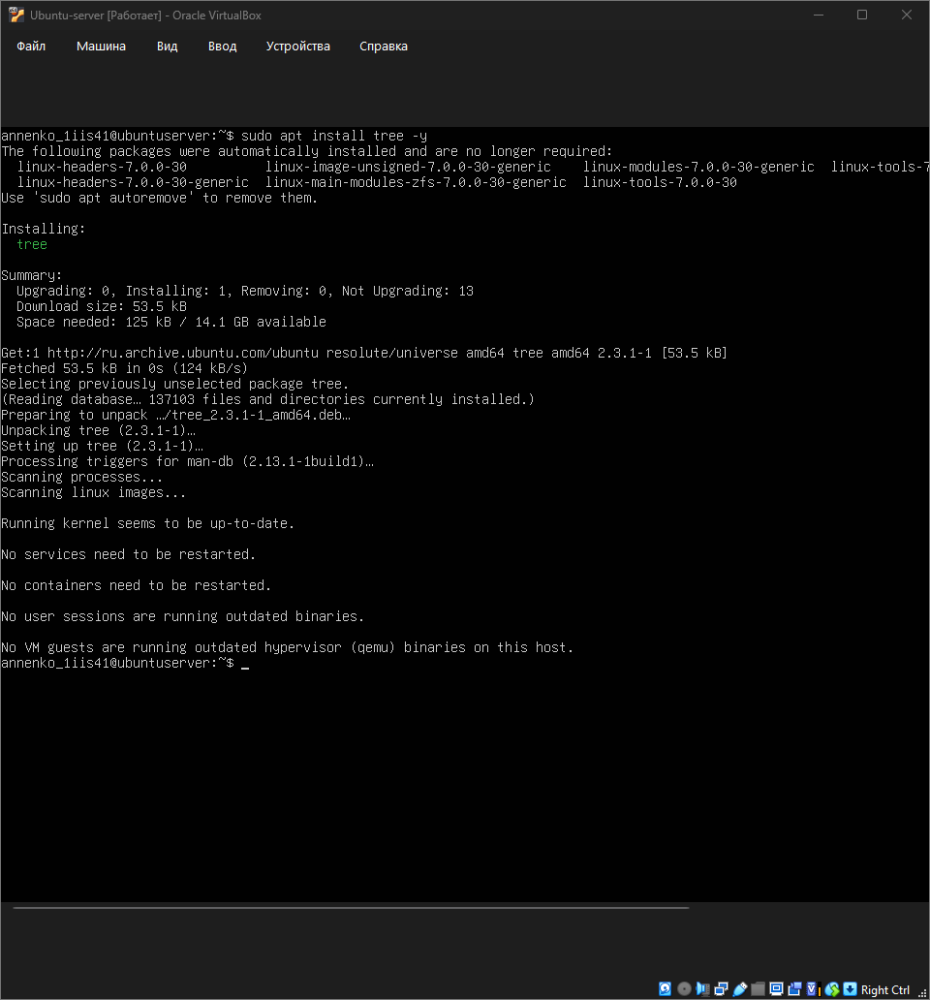 Ubuntu-server [Работает] - Oracle VirtualBox
Файл Машина Вид Ввод Устройства Справка
annenko_1iis41@ubuntuserver:~$ sudo apt install tree -y
The following packages were automatically installed and are no longer required:
linux-headers-7.0.0-30 linux-image-unsigned-7.0.0-30-generic linux-modules-7.0.0-30-generic linux-tools-7
linux-headers-7.0.0-30-generic linux-main-modules-zfs-7.0.0-30-generic linux-tools-7.0.0-30
Use 'sudo apt autoremove' to remove them.
Installing:
tree
Summary:
Upgrading: 0, Installing: 1, Removing: 0, Not Upgrading: 13
Download size: 53.5 kB
Space needed: 125 kB / 14.1 GB available
Get:1 http://ru.archive.ubuntu.com/ubuntu resolute/universe amd64 tree amd64 2.3.1-1 [53.5 kB]
Fetched 53.5 kB in 0s (124 kB/s)
Selecting previously unselected package tree.
(Reading database… 137103 files and directories currently installed.)
Preparing to unpack …/tree_2.3.1-1_amd64.deb…
Unpacking tree (2.3.1-1)…
Setting up tree (2.3.1-1)…
Processing triggers for man-db (2.13.1-1build1)…
Scanning processes...
Scanning linux images...
Running kernel seems to be up-to-date.
No services need to be restarted.
No containers need to be restarted.
No user sessions are running outdated binaries.
No VM guests are running outdated hypervisor (qemu) binaries on this host.
annenko_1iis41@ubuntuserver:~$ _
Right Ctrl